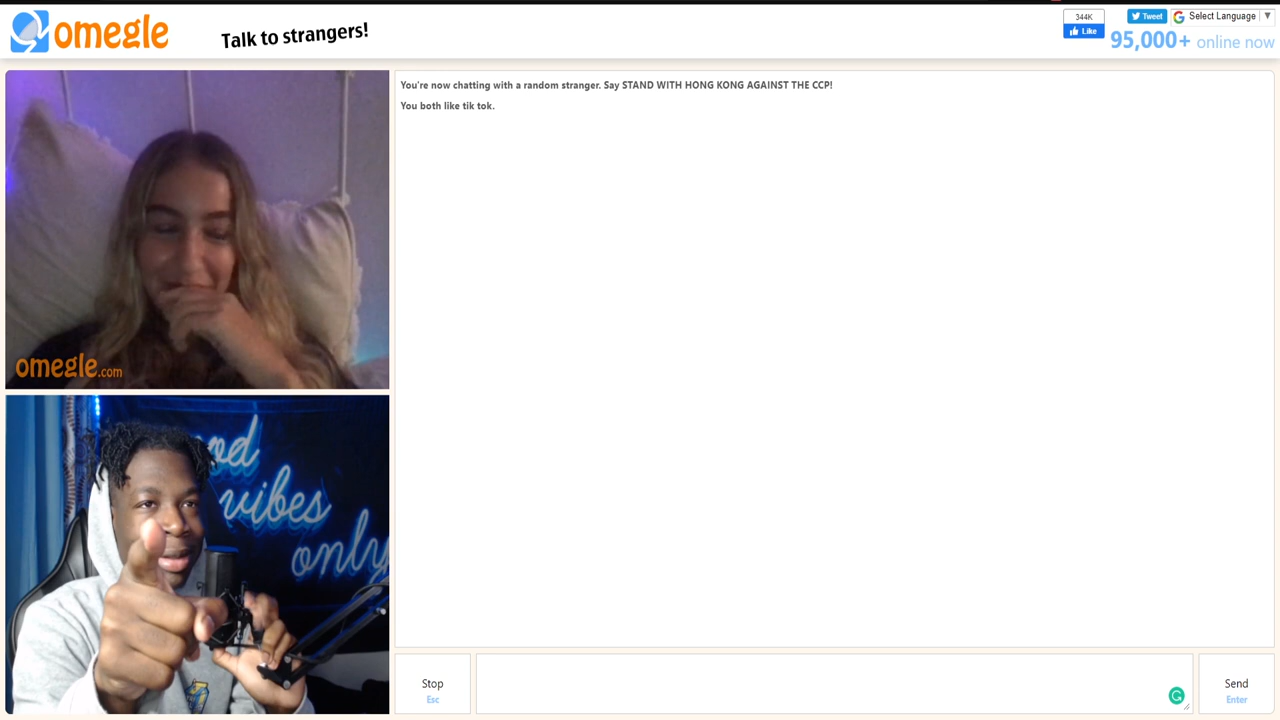 omegle
Talk to strangers!
344K
Like
Tweet
Select Language
95,000+ online now
You're now chatting with a random stranger. Say STAND WITH HONG KONG AGAINST THE CCP!
You both like tik tok.
omegle.com
vibes
only
Stop
Esc
Send
Enter